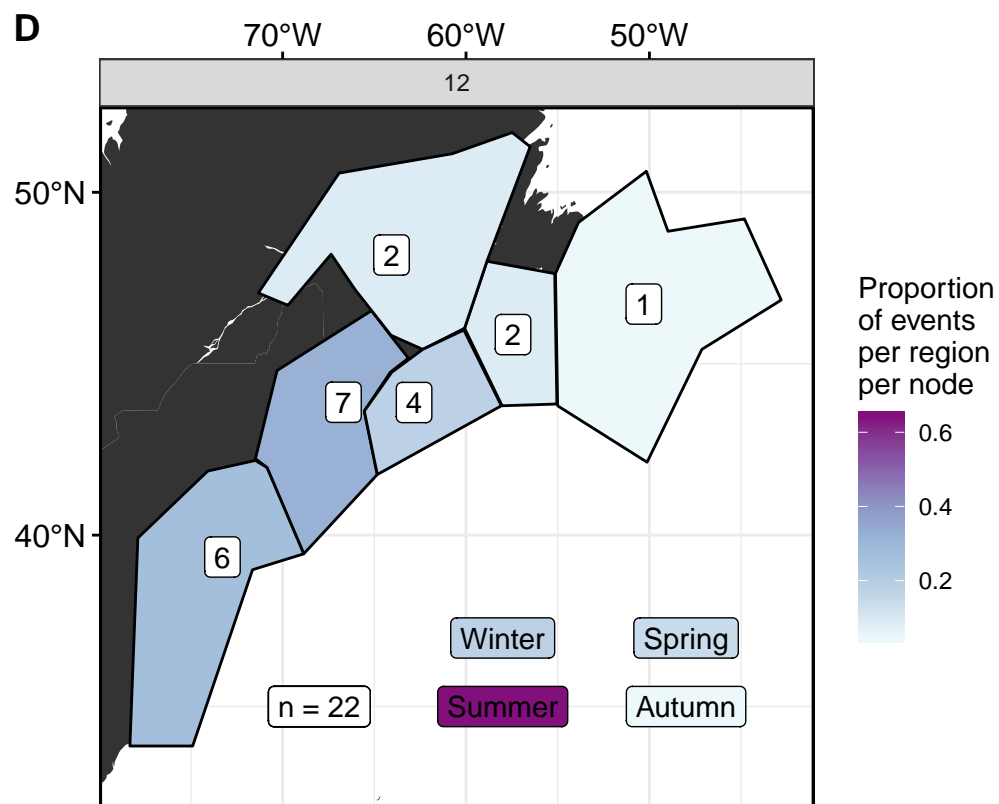 D
70°W 60°W 50°W
12
50°N
40°N
2
2
1
7
4
6
Winter Spring
n = 22 Summer Autumn
Proportion
of events
per region
per node
0.6
0.4
0.2